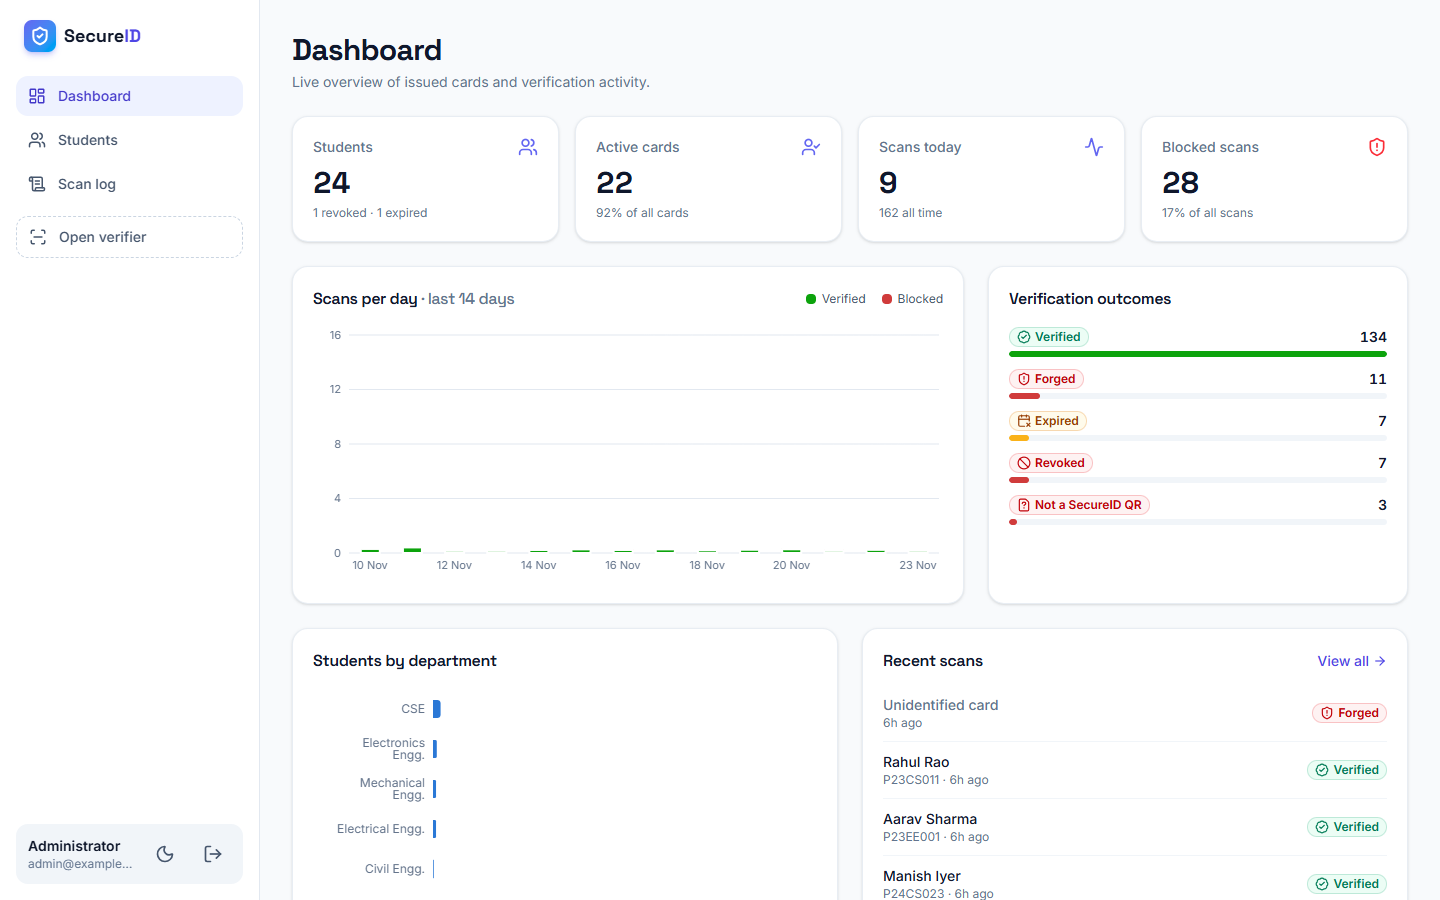 SecureID
Dashboard
Students
Scan log
Open verifier
Administrator
admin@example...
Dashboard
Live overview of issued cards and verification activity.
Students
24
1 revoked · 1 expired
Active cards
22
92% of all cards
Scans today
9
162 all time
Blocked scans
28
17% of all scans
Scans per day · last 14 days
Verified
Blocked
16
12
8
4
0
10 Nov
12 Nov
14 Nov
16 Nov
18 Nov
20 Nov
23 Nov
Verification outcomes
Verified 134
Forged 11
Expired 7
Revoked 7
Not a SecureID QR 3
Students by department
CSE
Electronics
Engg.
Mechanical
Engg.
Electrical Engg.
Civil Engg.
Recent scans
View all →
Unidentified card
6h ago
Forged
Rahul Rao
P23CS011 · 6h ago
Verified
Aarav Sharma
P23EE001 · 6h ago
Verified
Manish Iyer
P24CS023 · 6h ago
Verified